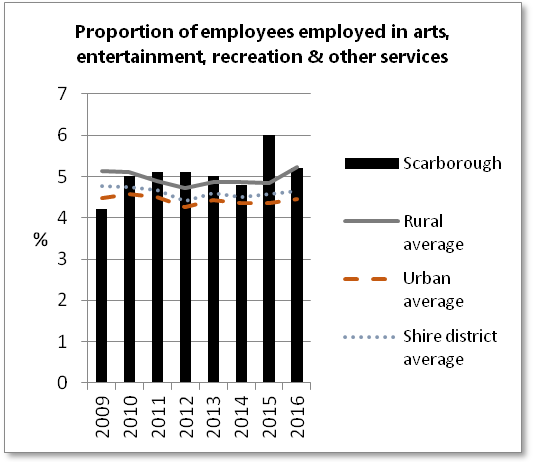 Proportion of employees employed in arts,
entertainment, recreation & other services
7
6
5
4
3
2
1
0
%
2009
2010
2011
2012
2013
2014
2015
2016
Scarborough
Rural
average
Urban
average
Shire district
average